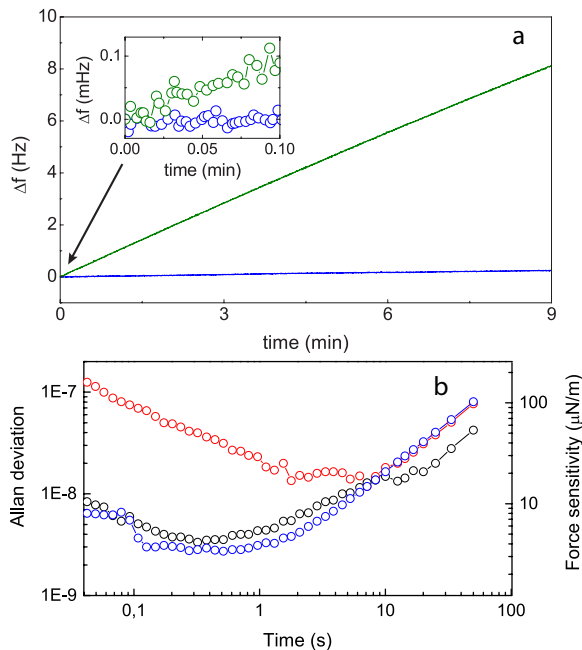 10
a
8
6
4
2
0
Δf (Hz)
0.1
0.0
Δf (mHz)
0.00
0.05
0.10
time (min)
0
3
6
9
time (min)
b
1E-7
1E-8
1E-9
Allan deviation
100
10
Force sensitivity (μN/m)
0,1
1
10
100
Time (s)